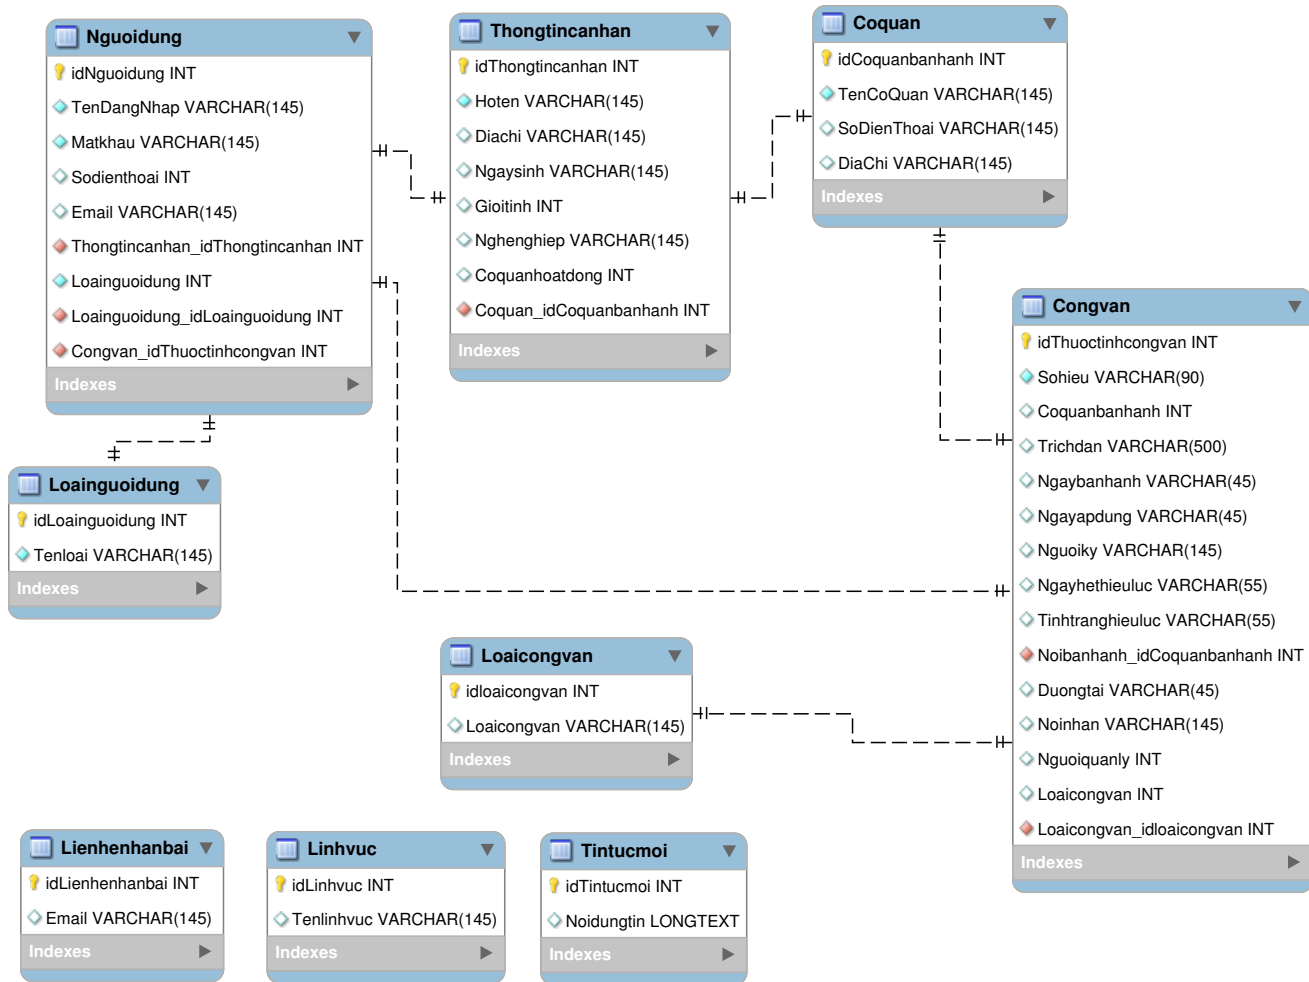 Nguoidung
idNguoidung INT
TenDangNhap VARCHAR(145)
Matkhau VARCHAR(145)
Sodienthoai INT
Email VARCHAR(145)
Thongtincanhan_idThongtincanhan INT
Loainguoidung INT
Loainguoidung_idLoainguoidung INT
Congvan_idThuoctinhcongvan INT
Indexes
Thongtincanhan
idThongtincanhan INT
Hoten VARCHAR(145)
Diachi VARCHAR(145)
Ngaysinh VARCHAR(145)
Gioitinh INT
Nghenghiep VARCHAR(145)
Coquanhoatdong INT
Coquan_idCoquanbanhanh INT
Indexes
Coquan
idCoquanbanhanh INT
TenCoQuan VARCHAR(145)
SoDienThoai VARCHAR(145)
DiaChi VARCHAR(145)
Indexes
Congvan
idThuoctinhcongvan INT
Sohieu VARCHAR(90)
Coquanbanhanh INT
Trichdan VARCHAR(500)
Ngaybanhanh VARCHAR(45)
Ngayapdung VARCHAR(45)
Nguoiky VARCHAR(145)
Ngayhethieuluc VARCHAR(55)
Tinhtranghieuluc VARCHAR(55)
Noibanhanh_idCoquanbanhanh INT
Duongtai VARCHAR(45)
Noinhan VARCHAR(145)
Nguoiquanly INT
Loaicongvan INT
Loaicongvan_idloaicongvan INT
Indexes
Loainguoidung
idLoainguoidung INT
Tenloai VARCHAR(145)
Indexes
Loaicongvan
idloaicongvan INT
Loaicongvan VARCHAR(145)
Indexes
Lienhenhanbai
idLienhenhanbai INT
Email VARCHAR(145)
Indexes
Linhvuc
idLinhvuc INT
Tenlinhvuc VARCHAR(145)
Indexes
Tintucmoi
idTintucmoi INT
Noidungtin LONGTEXT
Indexes